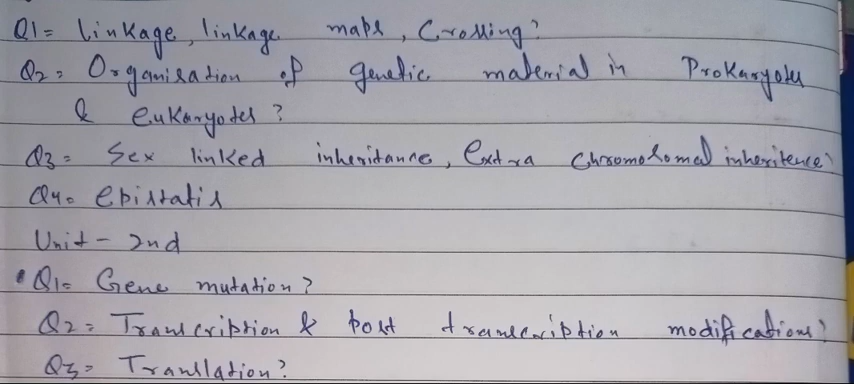 Q1= Linkage, linkage maps, Crossing?
Q2= Organisation of genetic material in Prokaryotes
& eukaryotes?
Q3= Sex linked inheritance, Extra Chromosomal inheritence?
Q4= Epistatis
Unit - 2nd
Q1= Gene mutation?
Q2= Transcription & post transcription modifications?
Q3= Translation?